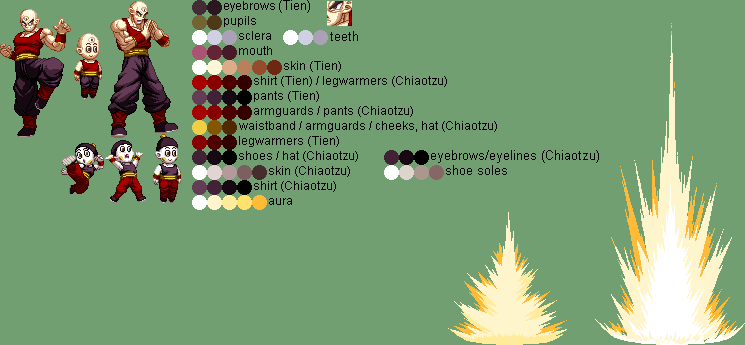 eyebrows (Tien)
pupils
sclera teeth
mouth
skin (Tien)
shirt (Tien) / legwarmers (Chiaotzu)
pants (Tien)
armguards / pants (Chiaotzu)
waistband / armguards / cheeks, hat (Chiaotzu)
legwarmers (Tien)
shoes / hat (Chiaotzu) eyebrows/eyelines (Chiaotzu)
skin (Chiaotzu) shoe soles
shirt (Chiaotzu)
aura